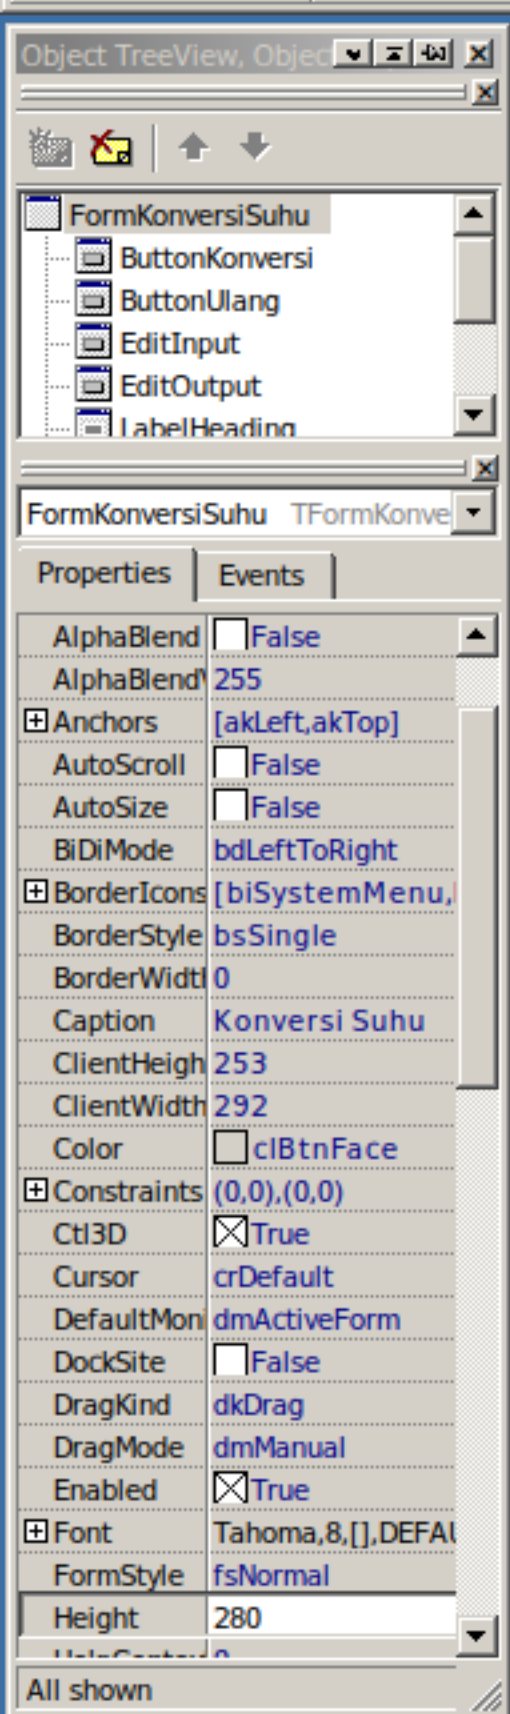 Object TreeView, Objec
FormKonversiSuhu
ButtonKonversi
ButtonUlang
EditInput
EditOutput
LabelHeading
FormKonversiSuhu TFormKonve
Properties Events
AlphaBlend False
AlphaBlend 255
Anchors [akLeft,akTop]
AutoScroll False
AutoSize False
BiDiMode bdLeftToRight
BorderIcons [biSystemMenu,
BorderStyle bsSingle
BorderWidt 0
Caption Konversi Suhu
ClientHeigh 253
ClientWidth 292
Color clBtnFace
Constraints (0,0),(0,0)
Ctl3D True
Cursor crDefault
DefaultMoni dmActiveForm
DockSite False
DragKind dkDrag
DragMode dmManual
Enabled True
Font Tahoma,8,[],DEFAU
FormStyle fsNormal
Height 280
All shown